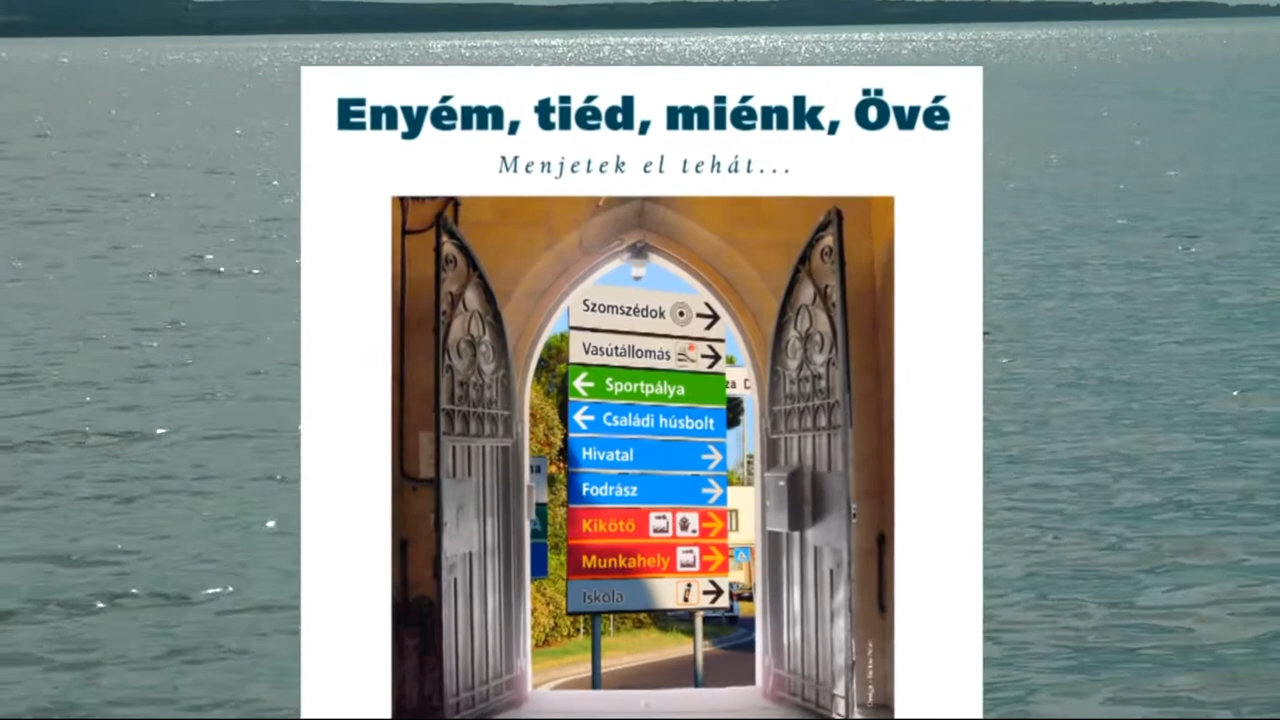 Enyém, tiéd, miénk, Övé
Menjetek el tehát...
Szomszédok
Vasútállomás
Sportpálya
Családi húsbolt
Hivatal
Fodrász
Kikötő
Munkahely
Iskola